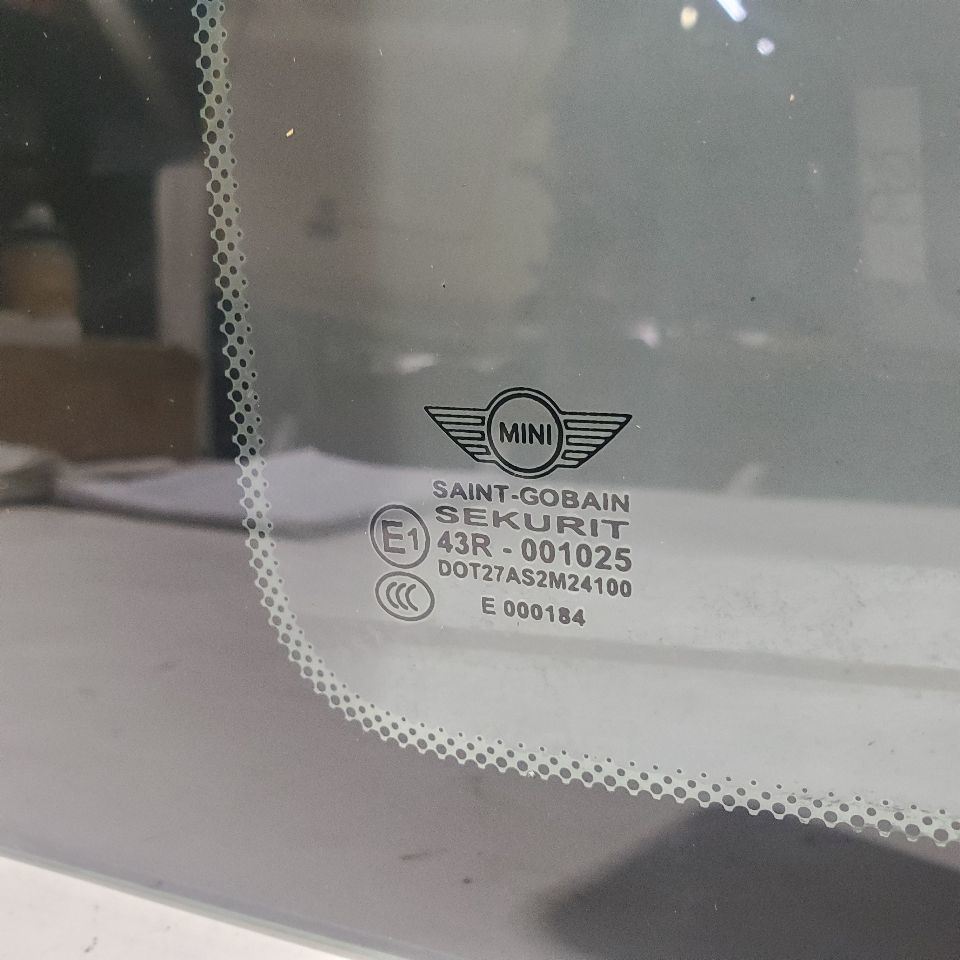 MINI
SAINT-GOBAIN
SEKURIT
E1 43R - 001025
DOT27AS2M24100
E 000184